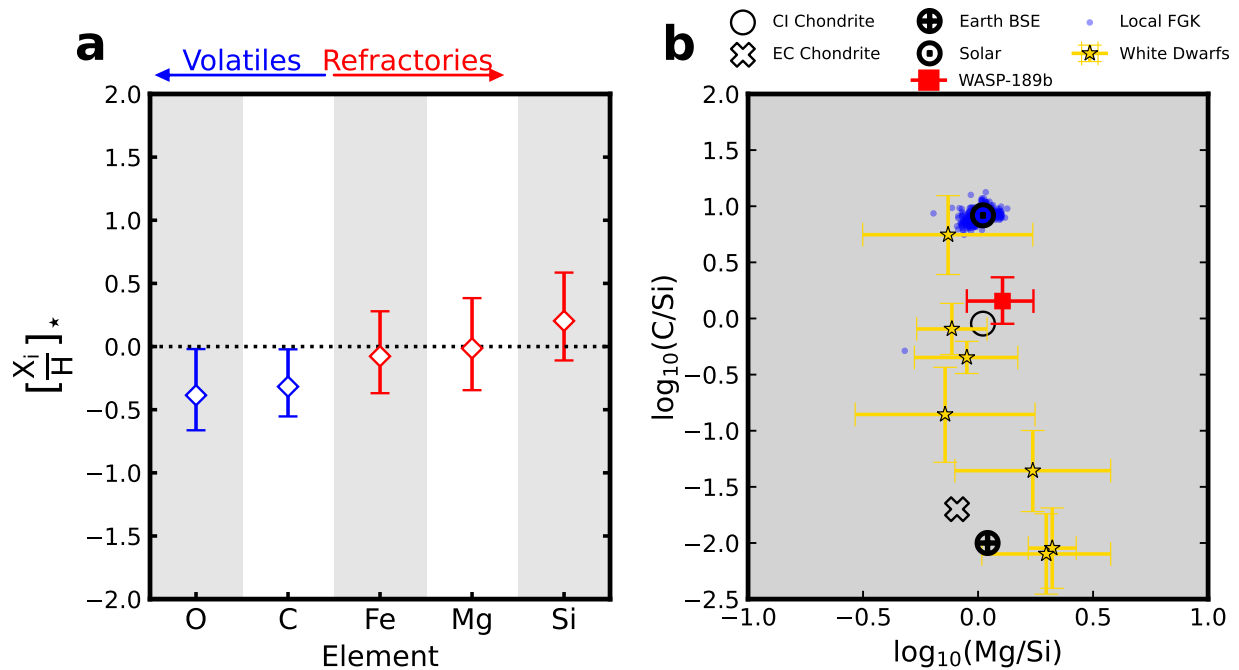 a
Volatiles Refractories
2.0
1.5
1.0
0.5
0.0
−0.5
−1.0
−1.5
−2.0
[Xi/H]⋆
O C Fe Mg Si
Element
b
CI Chondrite Earth BSE Local FGK
EC Chondrite Solar White Dwarfs
WASP-189b
2.0
1.5
1.0
0.5
0.0
−0.5
−1.0
−1.5
−2.0
−2.5
log10(C/Si)
−1.0 −0.5 0.0 0.5 1.0
log10(Mg/Si)